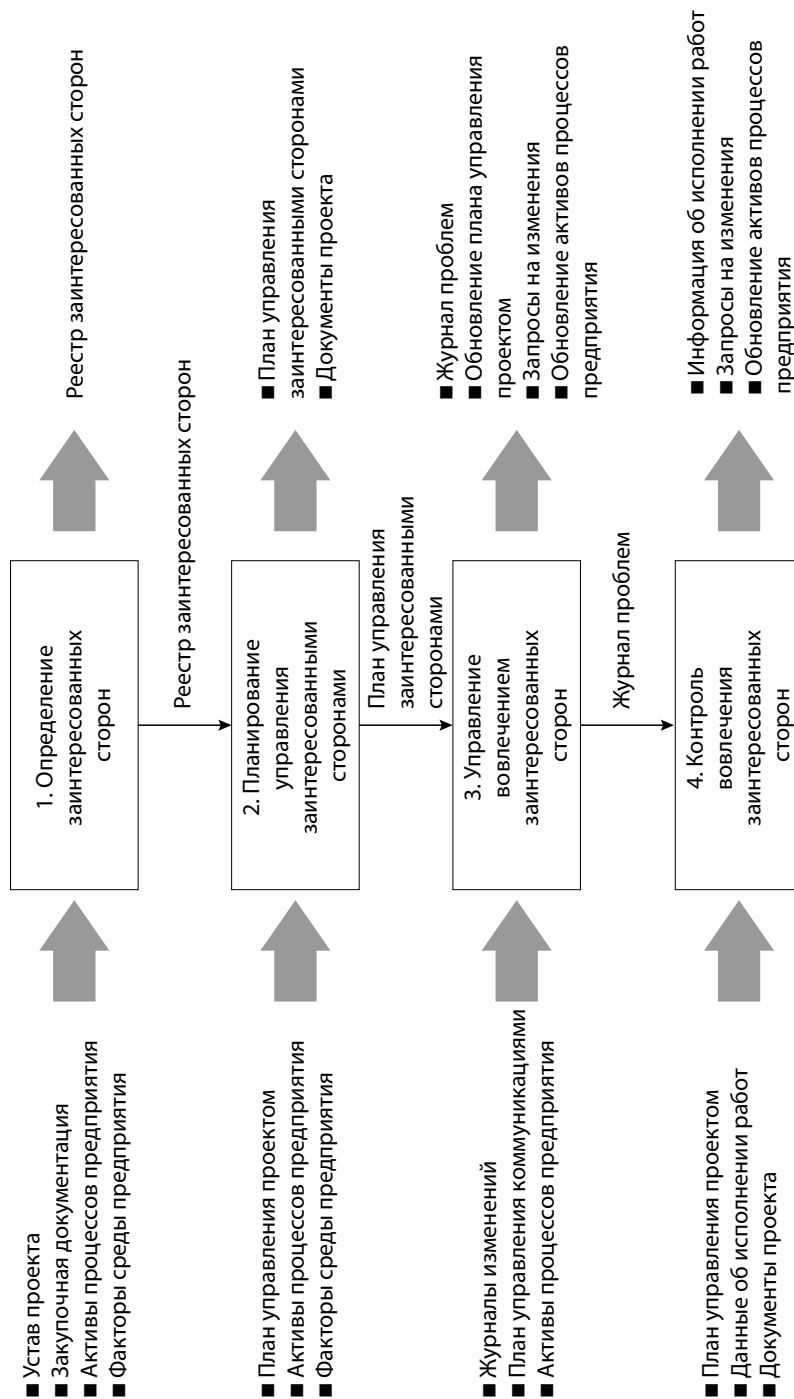 ■ Устав проекта
■ Закупочная документация
■ Активы процессов предприятия
■ Факторы среды предприятия
1. Определение
заинтересованных
сторон
Реестр заинтересованных сторон
Реестр заинтересованных сторон
■ План управления проектом
■ Активы процессов предприятия
■ Факторы среды предприятия
2. Планирование
управления
заинтересованными
сторонами
■ План управления
заинтересованными сторонами
■ Документы проекта
План управления
заинтересованными
сторонами
■ Журналы изменений
■ План управления коммуникациями
■ Активы процессов предприятия
3. Управление
вовлечением
заинтересованных
сторон
■ Журнал проблем
■ Обновление плана управления
проектом
■ Запросы на изменения
■ Обновление активов процессов
предприятия
Журнал проблем
■ План управления проектом
■ Данные об исполнении работ
■ Документы проекта
4. Контроль
вовлечения
заинтересованных
сторон
■ Информация об исполнении работ
■ Запросы на изменения
■ Обновление активов процессов
предприятия